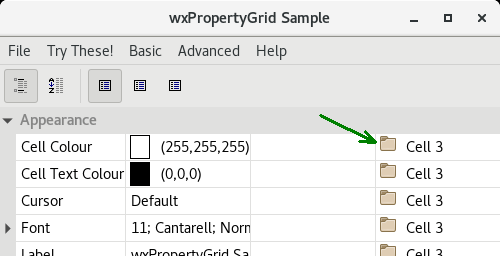 wxPropertyGrid Sample
File Try These! Basic Advanced Help
Appearance
Cell Colour (255,255,255) Cell 3
Cell Text Colour (0,0,0) Cell 3
Cursor Default Cell 3
Font 11; Cantarell; Norm Cell 3
Label wxPropertyGrid Sa Cell 3